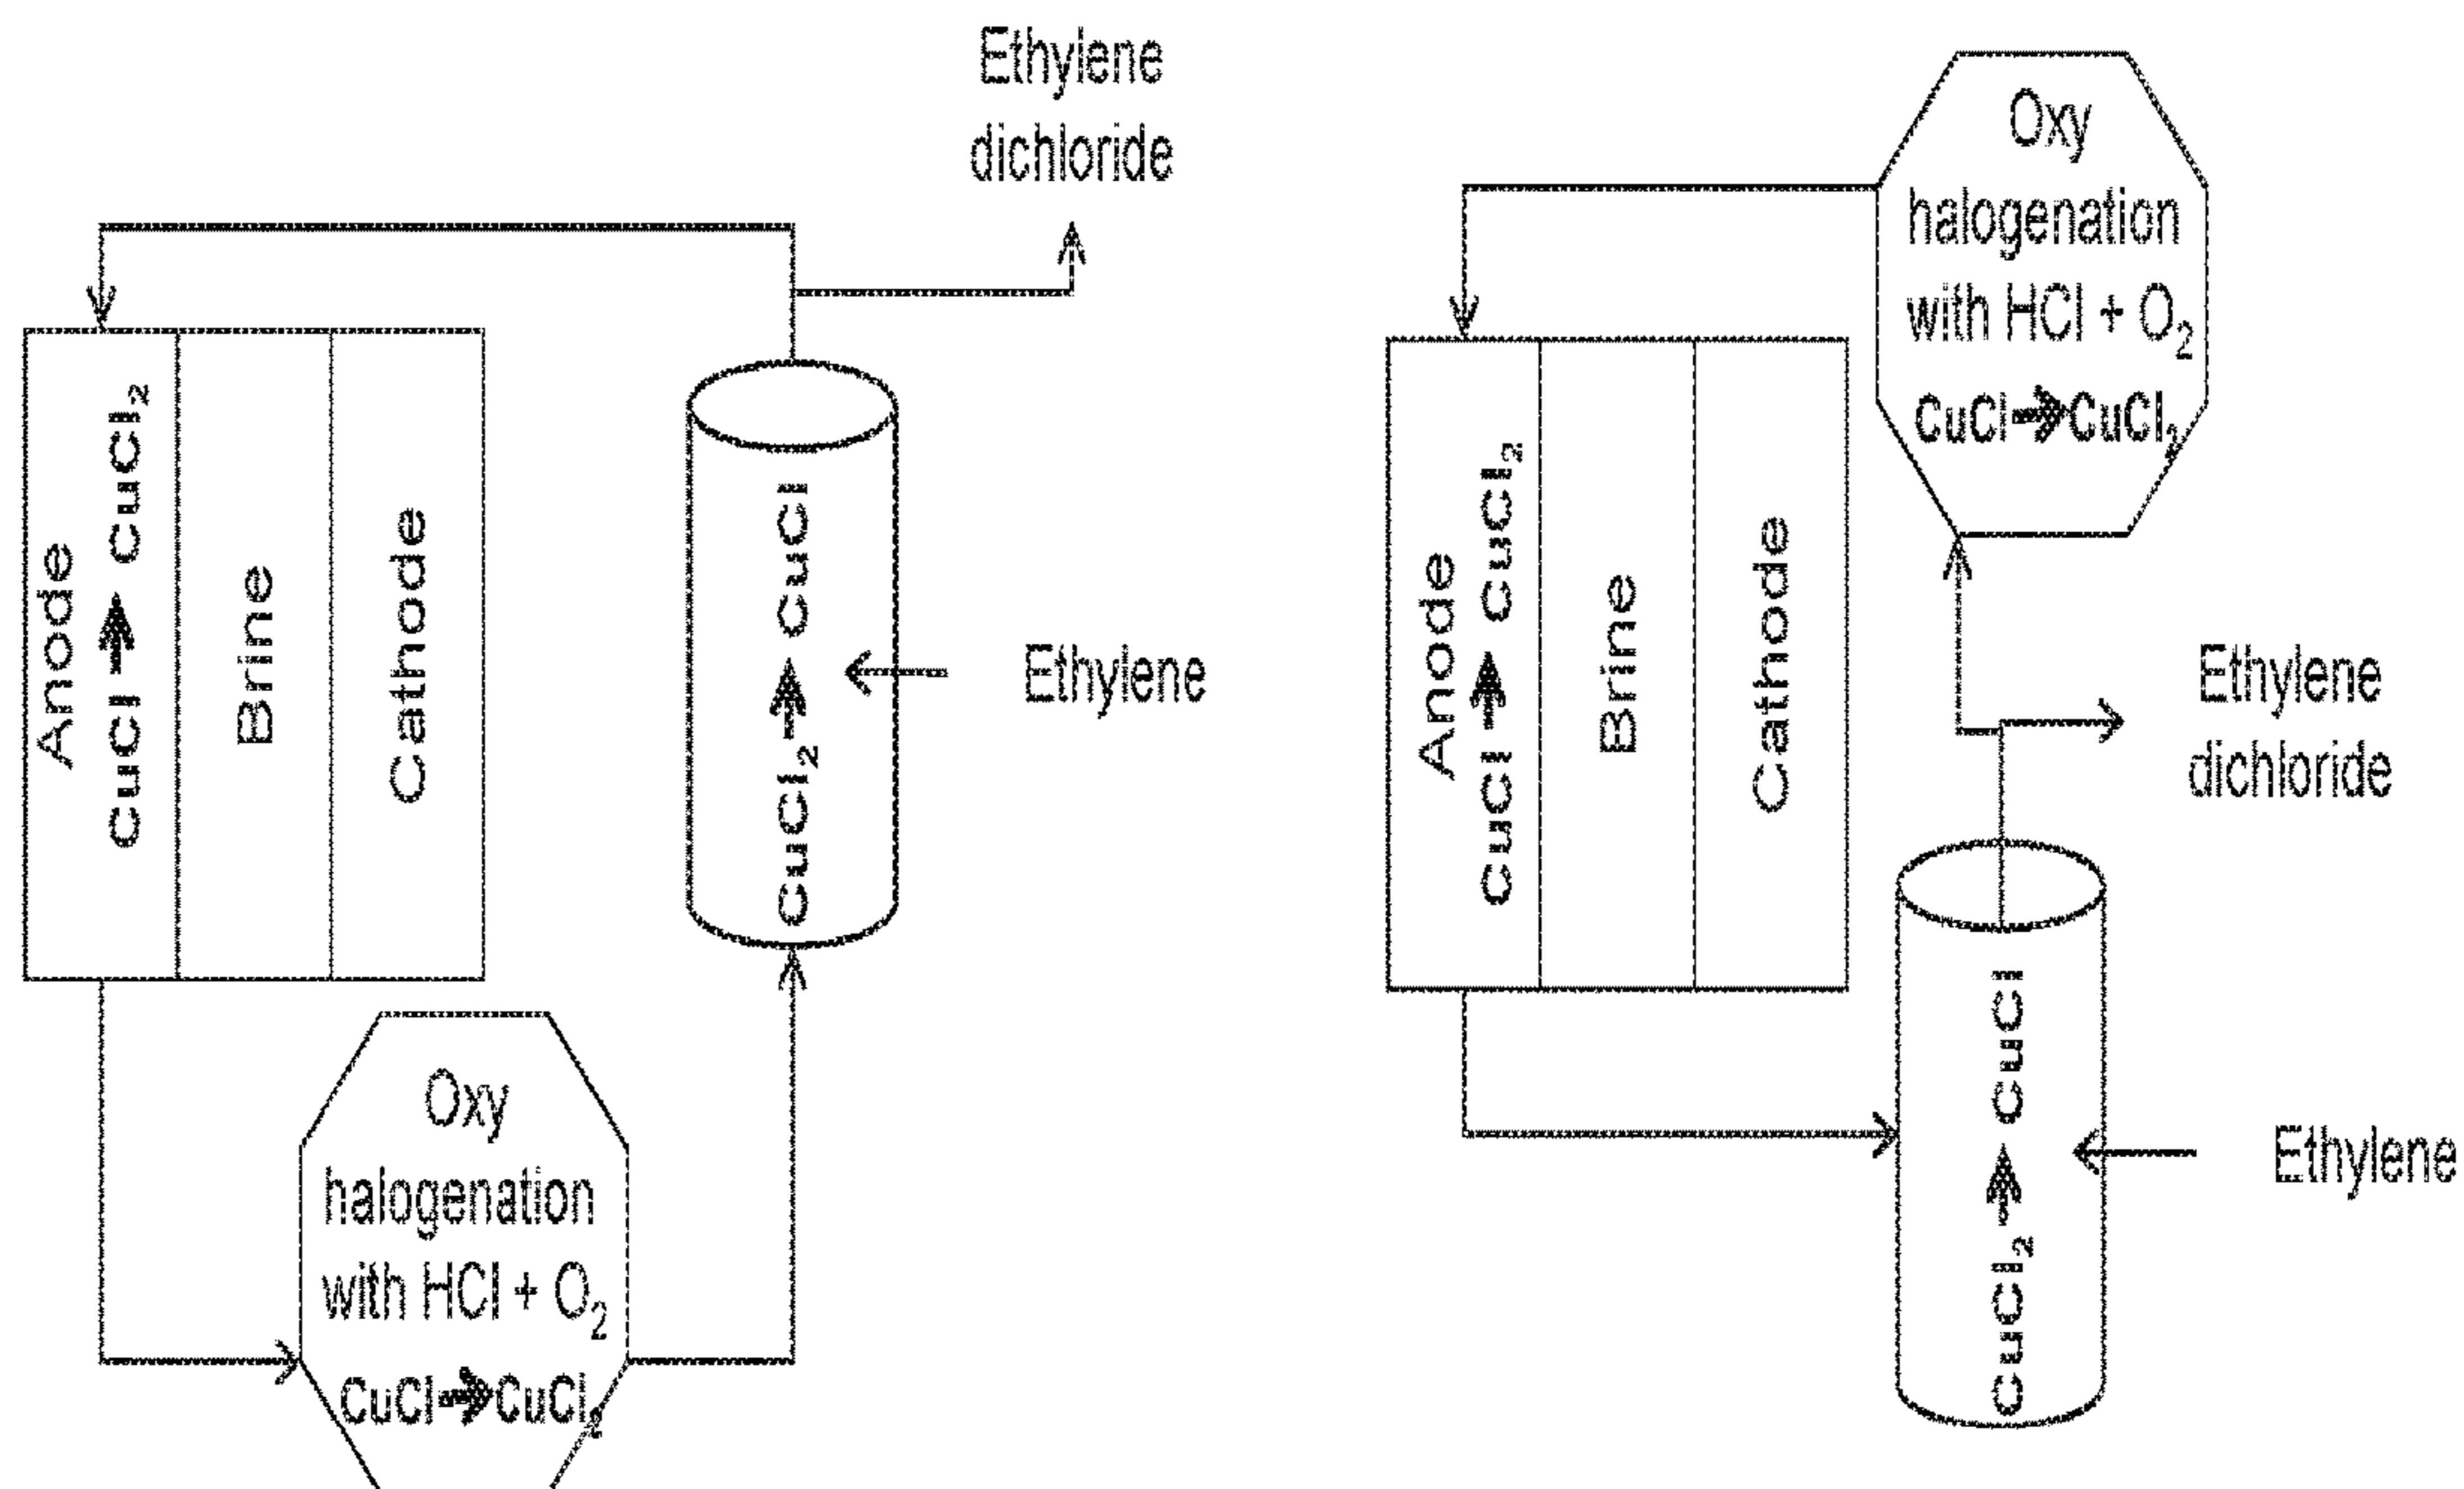 Ethylene
dichloride
Anode
CuCl → CuCl₂
Brine
Cathode
CuCl₂ → CuCl
Ethylene
Oxy
halogenation
with HCl + O₂
CuCl→CuCl₂
Oxy
halogenation
with HCl + O₂
CuCl→CuCl₂
Anode
CuCl → CuCl₂
Brine
Cathode
Ethylene
dichloride
CuCl₂ → CuCl
Ethylene